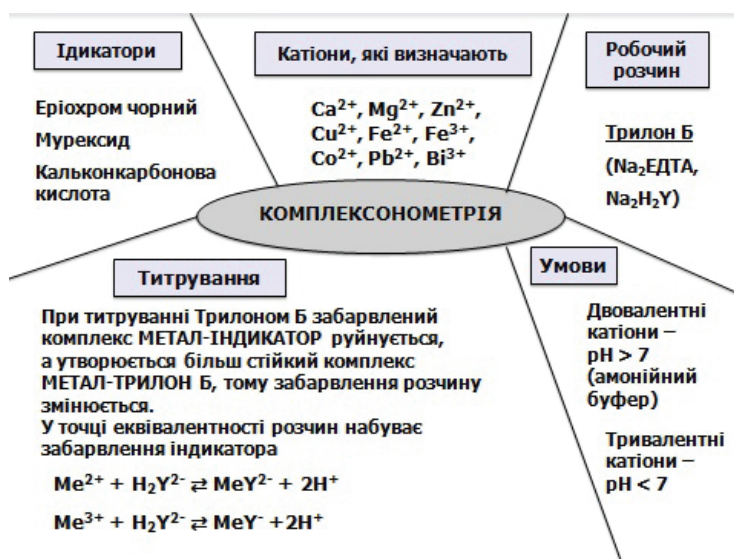 Ідикатори
Еріохром чорний
Мурексид
Кальконкарбонова
кислота
Катіони, які визначають
Ca²⁺, Mg²⁺, Zn²⁺,
Cu²⁺, Fe²⁺, Fe³⁺,
Co²⁺, Pb²⁺, Bi³⁺
Робочий
розчин
Трилон Б
(Na₂ЕДТА,
Na₂H₂Y)
КОМПЛЕКСОНОМЕТРІЯ
Титрування
При титруванні Трилоном Б забарвлений
комплекс МЕТАЛ-ІНДИКАТОР руйнується,
а утворюється більш стійкий комплекс
МЕТАЛ-ТРИЛОН Б, тому забарвлення розчину
змінюється.
У точці еквівалентності розчин набуває
забарвлення індикатора
Me²⁺ + H₂Y²⁻ ⇄ MeY²⁻ + 2H⁺
Me³⁺ + H₂Y²⁻ ⇄ MeY⁻ +2H⁺
Умови
Двовалентні
катіони –
pH > 7
(амонійний
буфер)
Тривалентні
катіони –
pH < 7